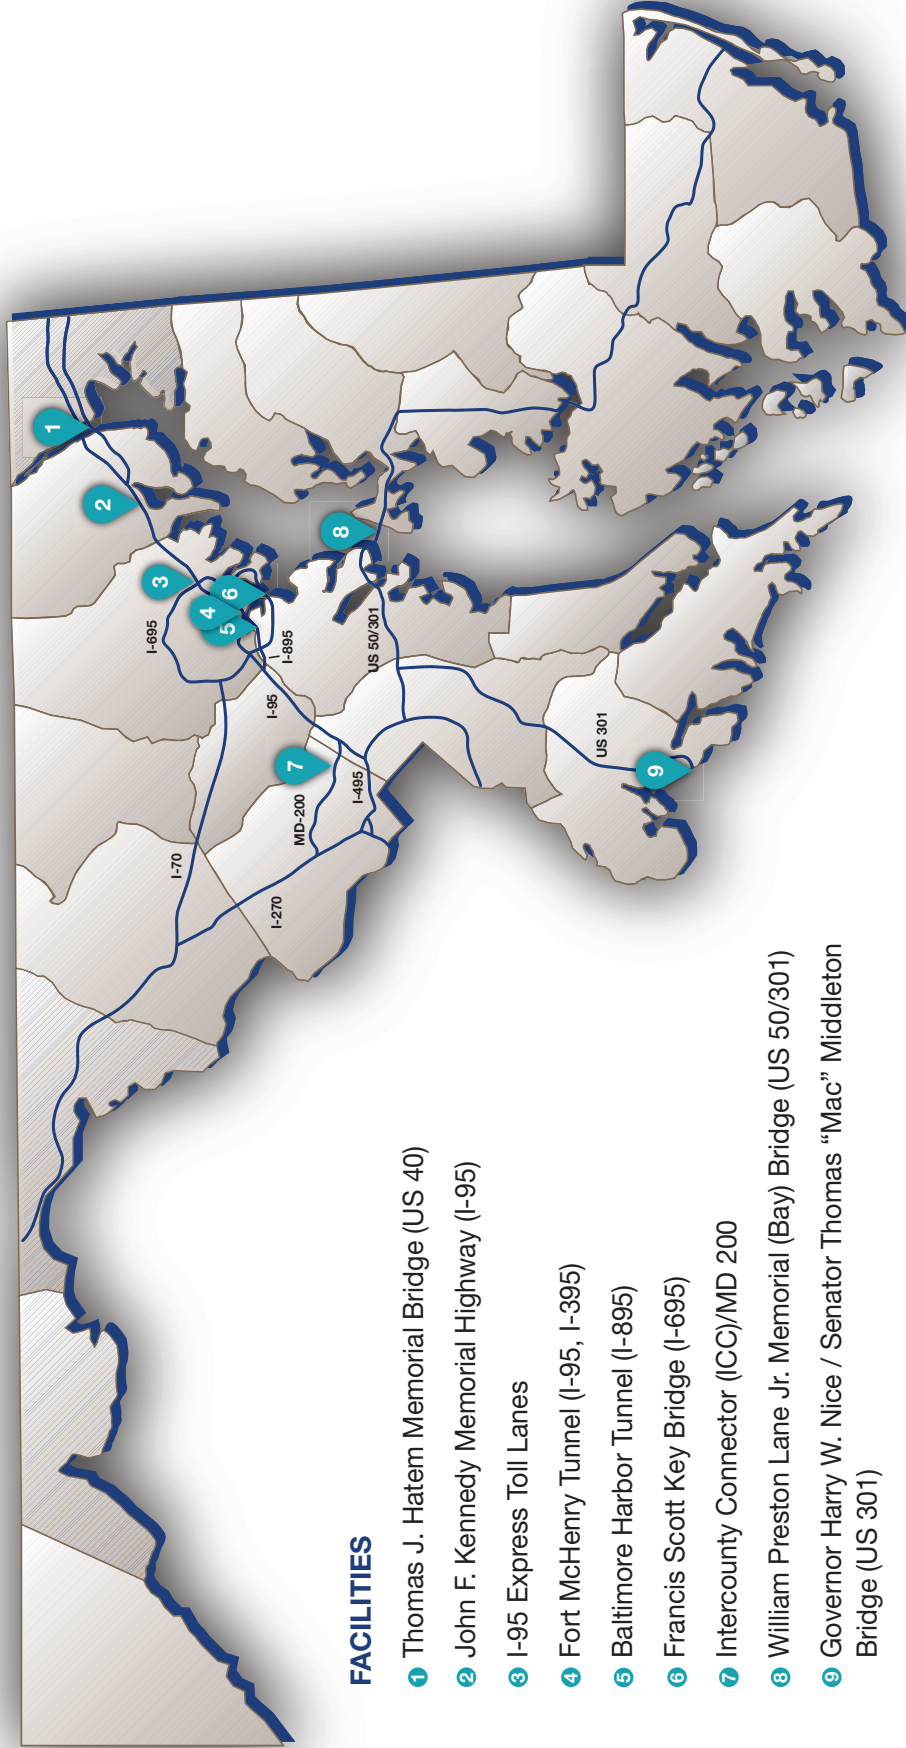 FACILITIES
1 Thomas J. Hatem Memorial Bridge (US 40)
2 John F. Kennedy Memorial Highway (I-95)
3 I-95 Express Toll Lanes
4 Fort McHenry Tunnel (I-95, I-395)
5 Baltimore Harbor Tunnel (I-895)
6 Francis Scott Key Bridge (I-695)
7 Intercounty Connector (ICC)/MD 200
8 William Preston Lane Jr. Memorial (Bay) Bridge (US 50/301)
9 Governor Harry W. Nice / Senator Thomas “Mac” Middleton
Bridge (US 301)
I-70
I-270
MD-200
I-495
7
I-95
I-695
I-895
US 50/301
US 301
9
5
4
6
3
2
1
8